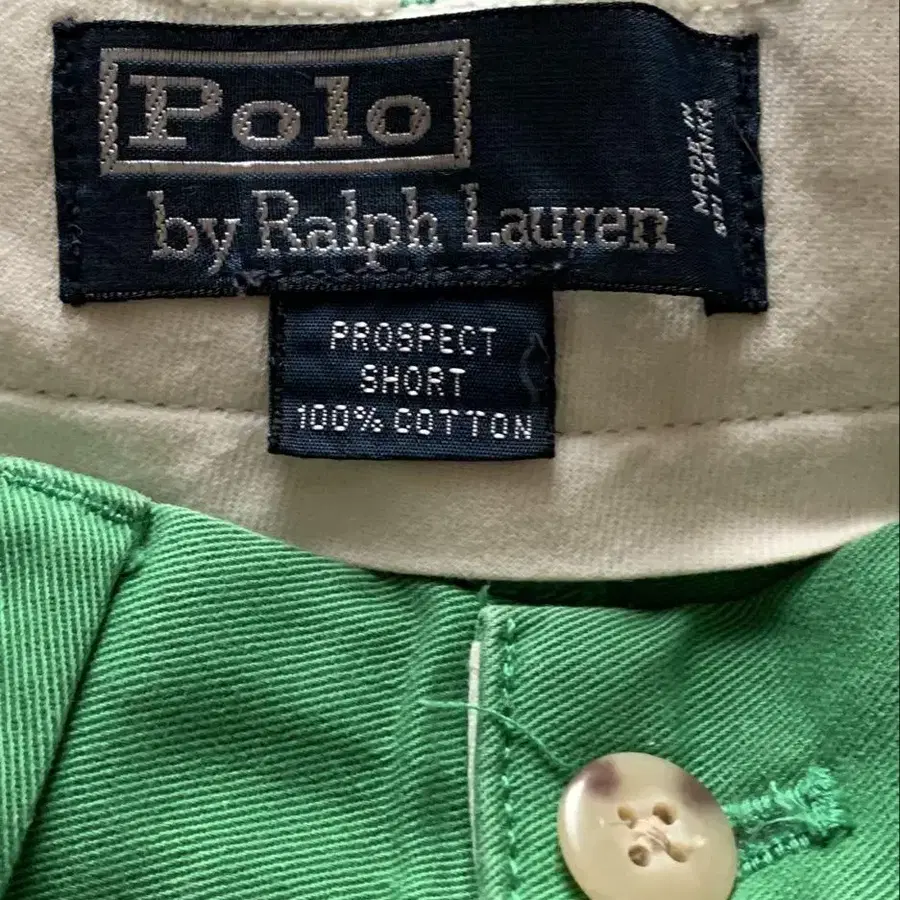 Polo
by Ralph Lauren
MADE IN
SRI LANKA
PROSPECT
SHORT
100% COTTON